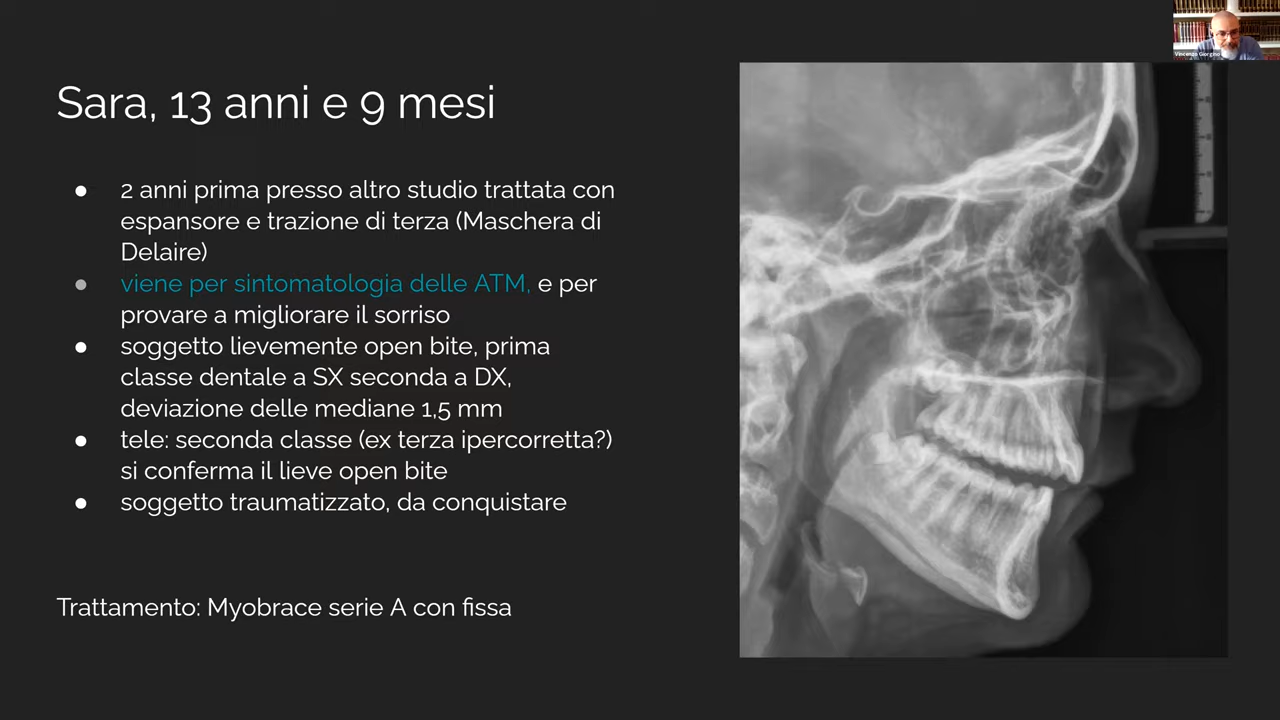 Vincenzo Giorgino
Sara, 13 anni e 9 mesi
● 2 anni prima presso altro studio trattata con
espansore e trazione di terza (Maschera di
Delaire)
● viene per sintomatologia delle ATM, e per
provare a migliorare il sorriso
● soggetto lievemente open bite, prima
classe dentale a SX seconda a DX,
deviazione delle mediane 1,5 mm
● tele: seconda classe (ex terza ipercorretta?)
si conferma il lieve open bite
● soggetto traumatizzato, da conquistare
Trattamento: Myobrace serie A con fissa